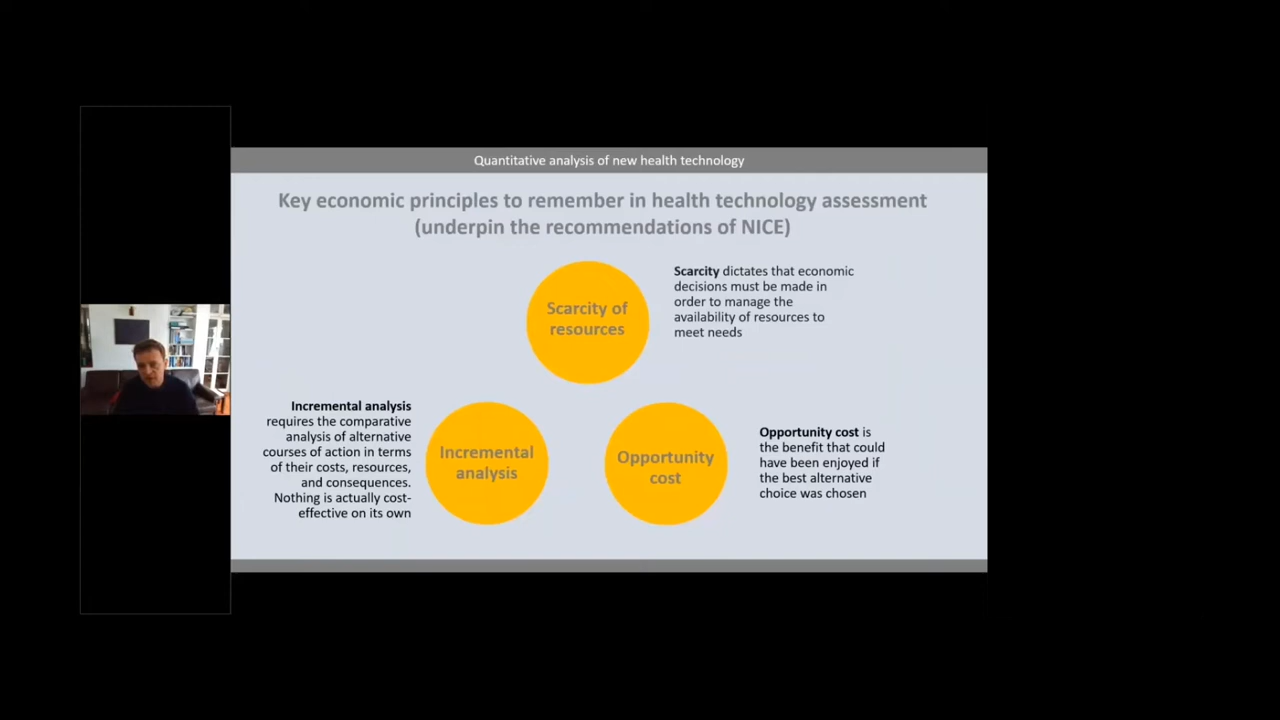 Quantitative analysis of new health technology
Key economic principles to remember in health technology assessment
(underpin the recommendations of NICE)
Scarcity of
resources
Scarcity dictates that economic
decisions must be made in
order to manage the
availability of resources to
meet needs
Incremental analysis
requires the comparative
analysis of alternative
courses of action in terms
of their costs, resources,
and consequences.
Nothing is actually cost-
effective on its own
Incremental
analysis
Opportunity
cost
Opportunity cost is
the benefit that could
have been enjoyed if
the best alternative
choice was chosen